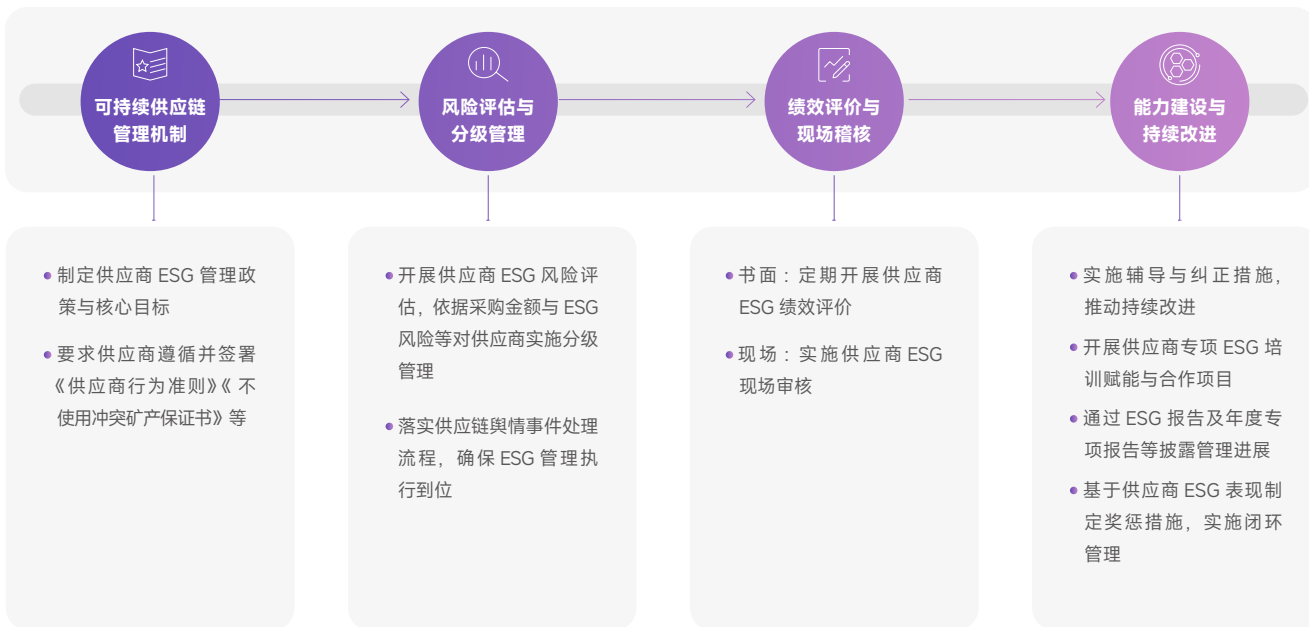 可持续供应链
管理机制
风险评估与
分级管理
绩效评价与
现场稽核
能力建设与
持续改进
制定供应商 ESG 管理政
策与核心目标
要求供应商遵循并签署
《供应商行为准则》《 不
使用冲突矿产保证书》等
开展供应商 ESG 风险评
估，依据采购金额与 ESG
风险等对供应商实施分级
管理
落实供应链舆情事件处理
流程，确保 ESG 管理执
行到位
书面：定期开展供应商
ESG 绩效评价
现场：实施供应商 ESG
现场审核
实施辅导与纠正措施，
推动持续改进
开展供应商专项 ESG 培
训赋能与合作项目
通过 ESG 报告及年度专
项报告等披露管理进展
基于供应商 ESG 表现制
定奖惩措施，实施闭环
管理